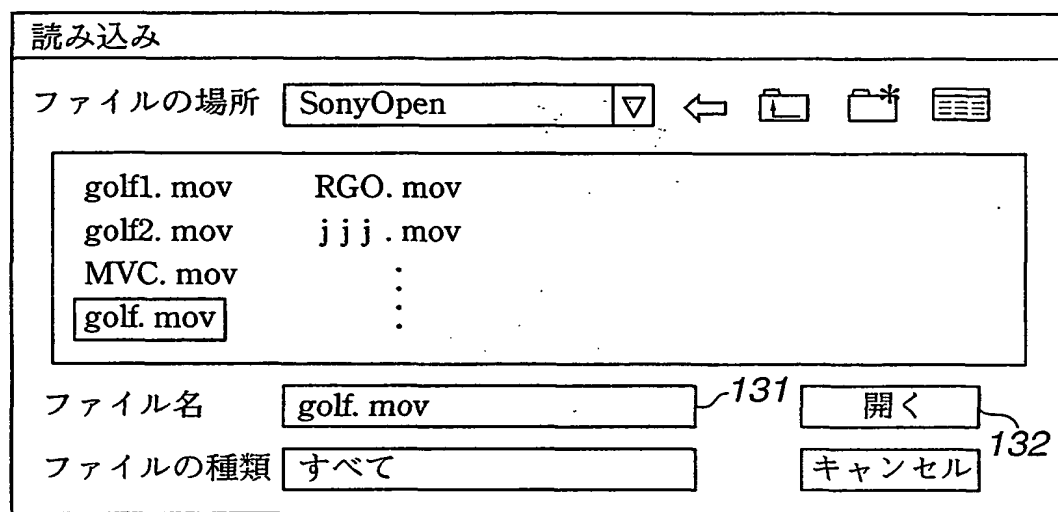 読み込み
ファイルの場所 SonyOpen
golf1. mov RGO. mov
golf2. mov j j j . mov
MVC. mov
golf. mov
ファイル名 golf. mov 131 開く
132
ファイルの種類 すべて キャンセル